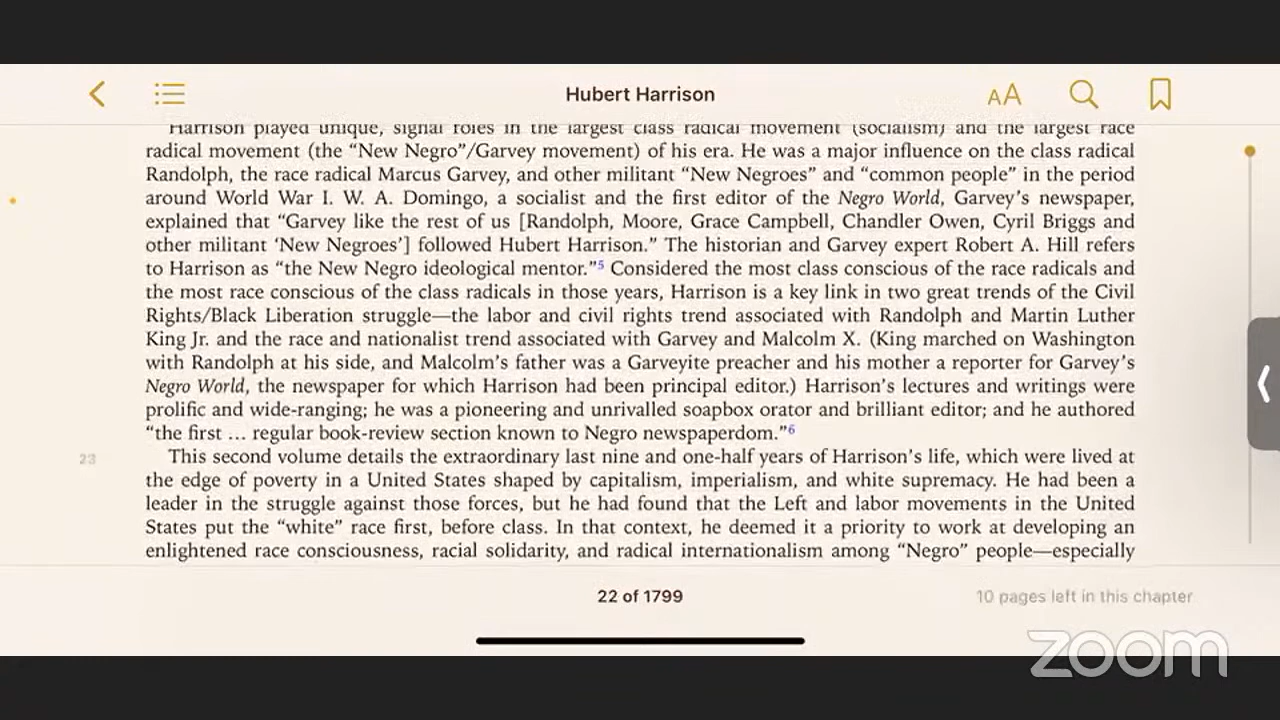 Hubert Harrison
AA
Harrison played unique, signal roles in the largest class radical movement (socialism) and the largest race
radical movement (the “New Negro”/Garvey movement) of his era. He was a major influence on the class radical
Randolph, the race radical Marcus Garvey, and other militant “New Negroes” and “common people” in the period
around World War I. W. A. Domingo, a socialist and the first editor of the Negro World, Garvey’s newspaper,
explained that “Garvey like the rest of us [Randolph, Moore, Grace Campbell, Chandler Owen, Cyril Briggs and
other militant ‘New Negroes’] followed Hubert Harrison.” The historian and Garvey expert Robert A. Hill refers
to Harrison as “the New Negro ideological mentor.”5 Considered the most class conscious of the race radicals and
the most race conscious of the class radicals in those years, Harrison is a key link in two great trends of the Civil
Rights/Black Liberation struggle—the labor and civil rights trend associated with Randolph and Martin Luther
King Jr. and the race and nationalist trend associated with Garvey and Malcolm X. (King marched on Washington
with Randolph at his side, and Malcolm’s father was a Garveyite preacher and his mother a reporter for Garvey’s
Negro World, the newspaper for which Harrison had been principal editor.) Harrison’s lectures and writings were
prolific and wide-ranging; he was a pioneering and unrivalled soapbox orator and brilliant editor; and he authored
“the first … regular book-review section known to Negro newspaperdom.”6
23
This second volume details the extraordinary last nine and one-half years of Harrison’s life, which were lived at
the edge of poverty in a United States shaped by capitalism, imperialism, and white supremacy. He had been a
leader in the struggle against those forces, but he had found that the Left and labor movements in the United
States put the “white” race first, before class. In that context, he deemed it a priority to work at developing an
enlightened race consciousness, racial solidarity, and radical internationalism among “Negro” people—especially
22 of 1799
10 pages left in this chapter
zoom